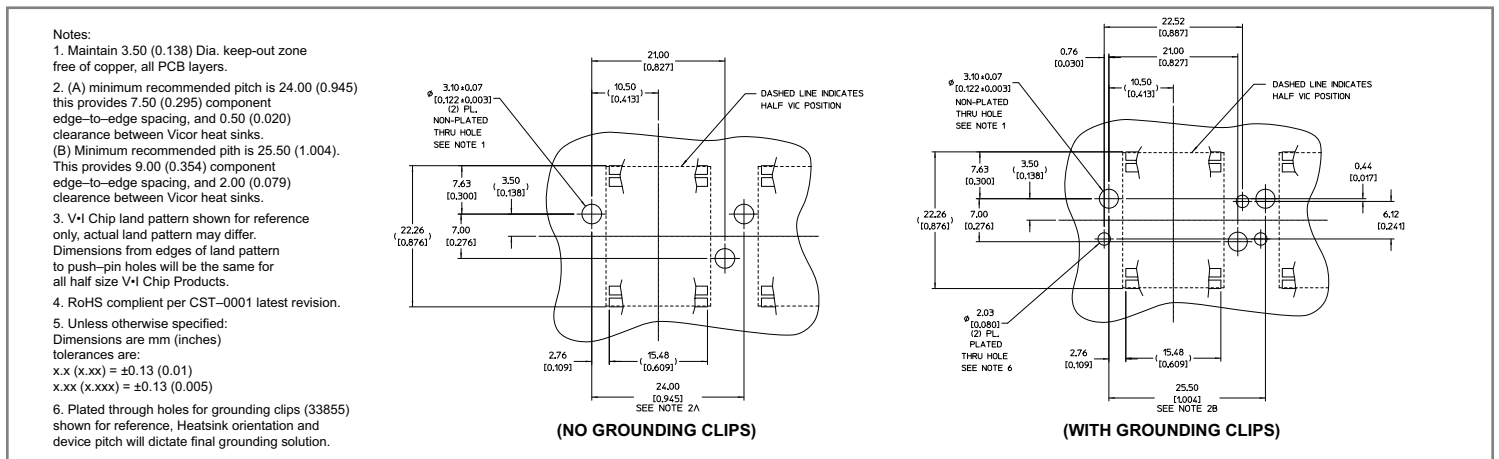 Notes:
1. Maintain 3.50 (0.138) Dia. keep-out zone
free of copper, all PCB layers.
2. (A) minimum recommended pitch is 24.00 (0.945)
this provides 7.50 (0.295) component
edge–to–edge spacing, and 0.50 (0.020)
clearance between Vicor heat sinks.
(B) Minimum recommended pith is 25.50 (1.004).
This provides 9.00 (0.354) component
edge–to–edge spacing, and 2.00 (0.079)
clearance between Vicor heat sinks.
3. V•I Chip land pattern shown for reference
only, actual land pattern may differ.
Dimensions from edges of land pattern
to push–pin holes will be the same for
all half size V•I Chip Products.
4. RoHS complient per CST–0001 latest revision.
5. Unless otherwise specified:
Dimensions are mm (inches)
tolerances are:
x.x (x.xx) = ±0.13 (0.01)
x.xx (x.xxx) = ±0.13 (0.005)
6. Plated through holes for grounding clips (33855)
shown for reference, Heatsink orientation and
device pitch will dictate final grounding solution.
21.00
[0.827]
10.50
([0.413])
ø 3.10±0.07
[0.122±0.003]
(2) PL.
NON-PLATED
THRU HOLE
SEE NOTE 1
DASHED LINE INDICATES
HALF VIC POSITION
7.63
[0.300]
3.50
([0.138])
(22.26
[0.876])
7.00
[0.276]
2.76
[0.109]
(15.48
[0.609])
24.00
[0.945]
SEE NOTE 2A
(NO GROUNDING CLIPS)
22.52
[0.887]
0.76
[0.030]
21.00
[0.827]
10.50
([0.413])
ø 3.10±0.07
[0.122±0.003]
(2) PL.
NON-PLATED
THRU HOLE
SEE NOTE 1
DASHED LINE INDICATES
HALF VIC POSITION
7.63
[0.300]
3.50
([0.138])
0.44
[0.017]
(22.26
[0.876])
7.00
[0.276]
6.12
[0.241]
ø 2.03
[0.080]
(2) PL.
PLATED
THRU HOLE
SEE NOTE 6
2.76
[0.109]
(15.48
[0.609])
25.50
[1.004]
SEE NOTE 2B
(WITH GROUNDING CLIPS)